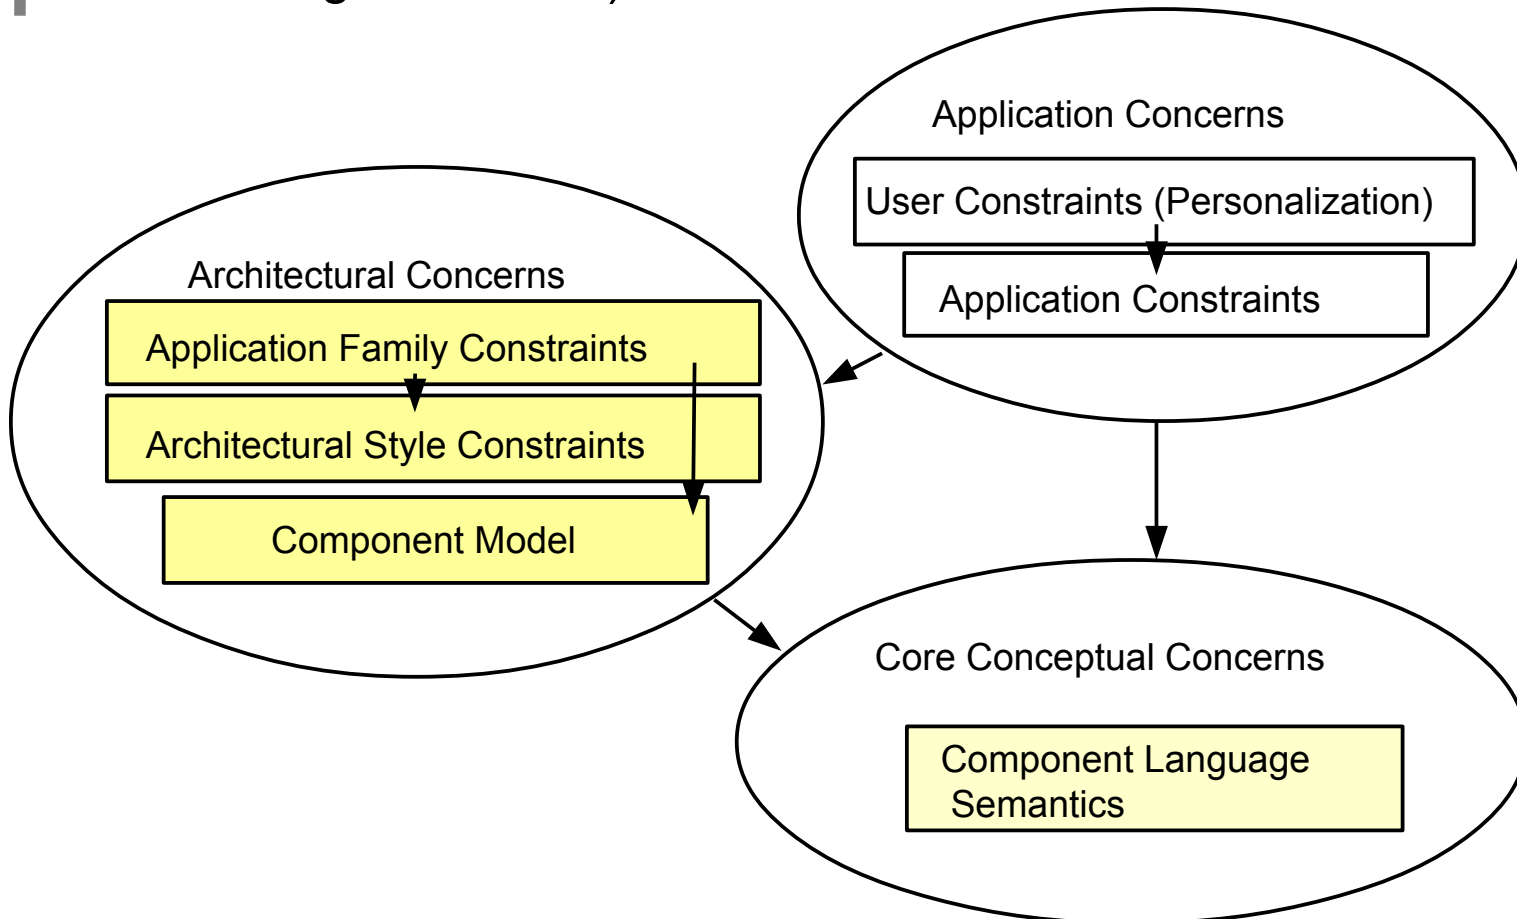 Application Concerns
User Constraints (Personalization)
Application Constraints
Architectural Concerns
Application Family Constraints
Architectural Style Constraints
Component Model
Core Conceptual Concerns
Component Language
Semantics